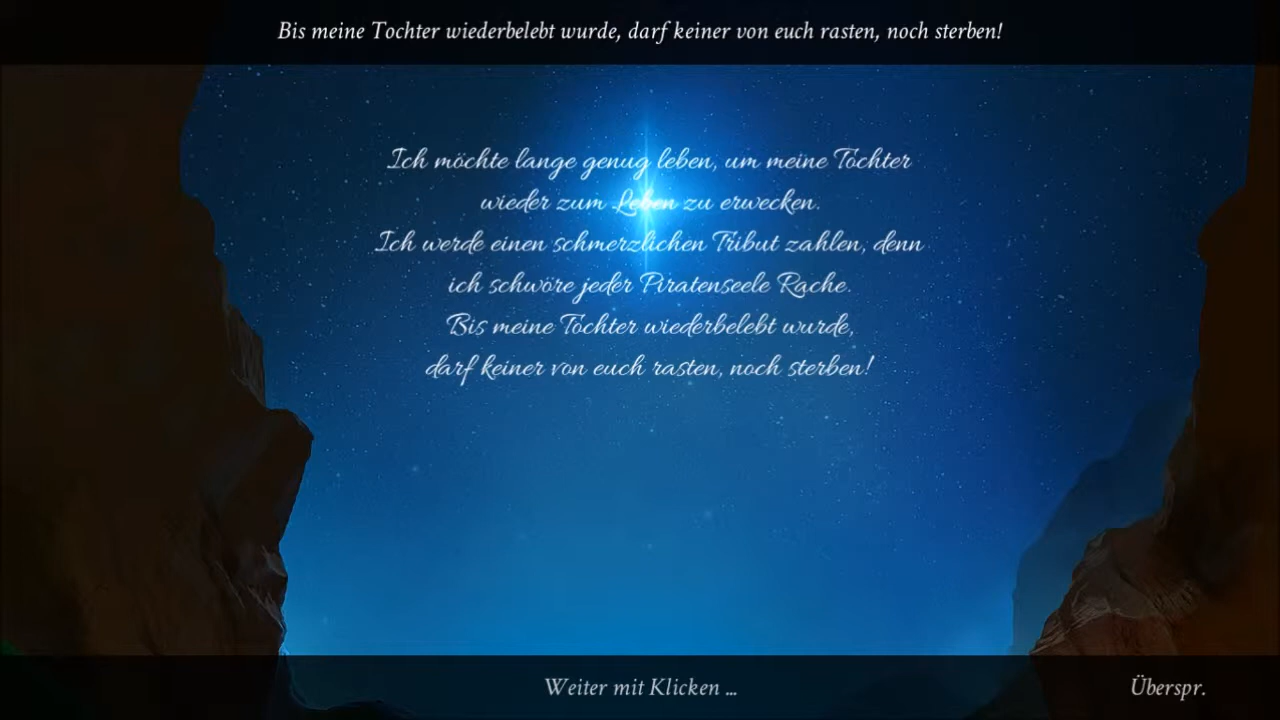 Bis meine Tochter wiederbelebt wurde, darf keiner von euch rasten, noch sterben!
Ich möchte lange genug leben, um meine Tochter
wieder zum Leben zu erwecken.
Ich werde einen schmerzlichen Tribut zahlen, denn
ich schwöre jeder Piratenseele Rache.
Bis meine Tochter wiederbelebt wurde,
darf keiner von euch rasten, noch sterben!
Weiter mit Klicken ...
Überspr.